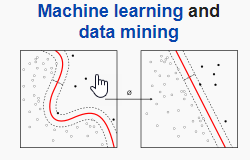 Machine learning and
data mining
ø